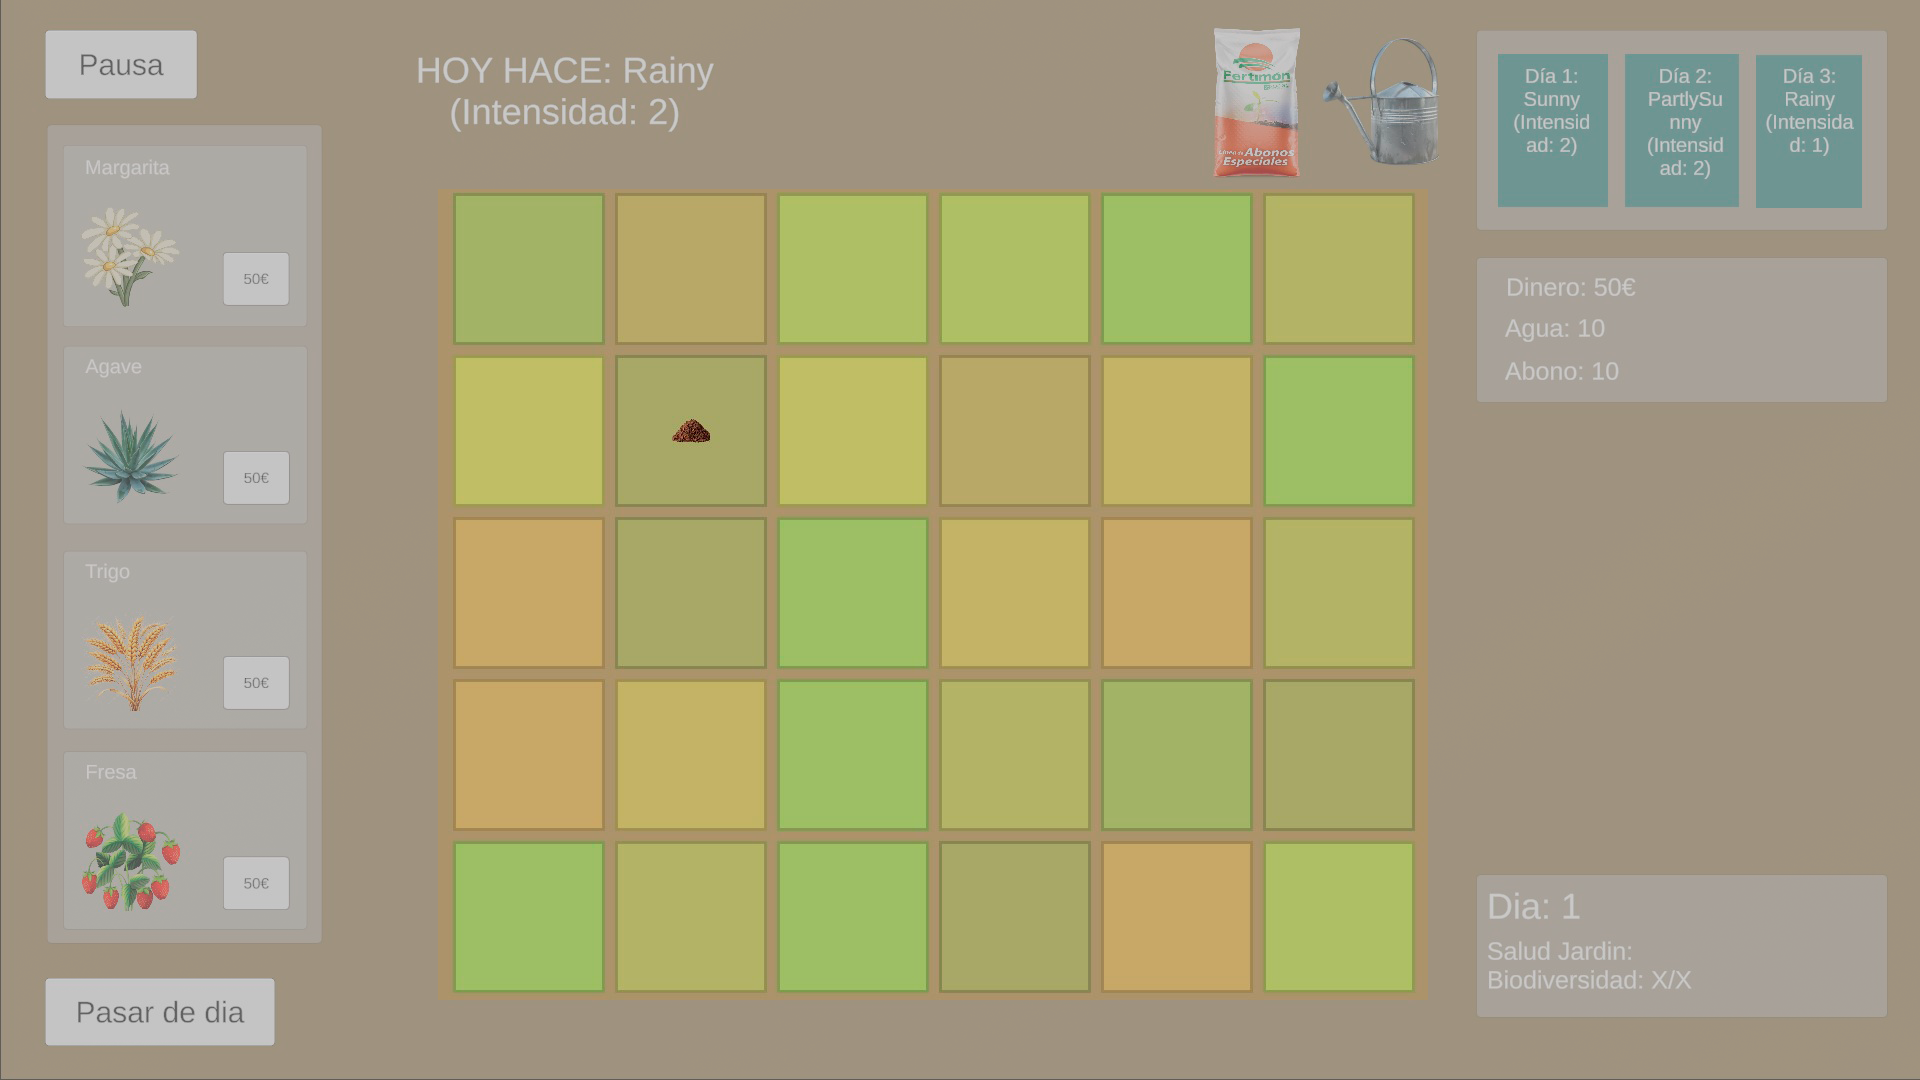 Pausa
HOY HACE: Rainy
(Intensidad: 2)
Fertimon
Línea de Abonos
Especiales
Día 1:
Sunny
(Intensid
ad: 2)
Día 2:
PartlySu
nny
(Intensid
ad: 2)
Día 3:
Rainy
(Intensida
d: 1)
Margarita
50€
Agave
50€
Trigo
50€
Fresa
50€
Dinero: 50€
Agua: 10
Abono: 10
Dia: 1
Salud Jardin:
Biodiversidad: X/X
Pasar de dia